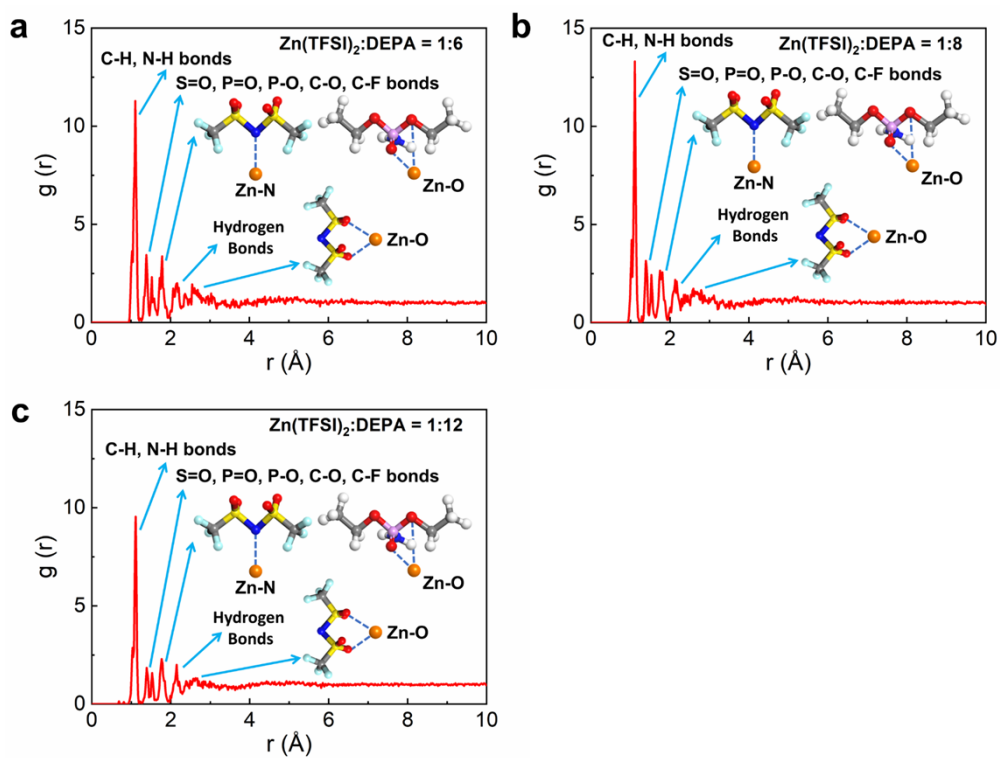 a
Zn(TFSI)2:DEPA = 1:6
C-H, N-H bonds
S=O, P=O, P-O, C-O, C-F bonds
Zn-N
Zn-O
Hydrogen
Bonds
Zn-O
g (r)
15
10
5
0
0 2 4 6 8 10
r (Å)
b
Zn(TFSI)2:DEPA = 1:8
C-H, N-H bonds
S=O, P=O, P-O, C-O, C-F bonds
Zn-N
Zn-O
Hydrogen
Bonds
Zn-O
g (r)
15
10
5
0
0 2 4 6 8 10
r (Å)
c
Zn(TFSI)2:DEPA = 1:12
C-H, N-H bonds
S=O, P=O, P-O, C-O, C-F bonds
Zn-N
Zn-O
Hydrogen
Bonds
Zn-O
g (r)
15
10
5
0
0 2 4 6 8 10
r (Å)